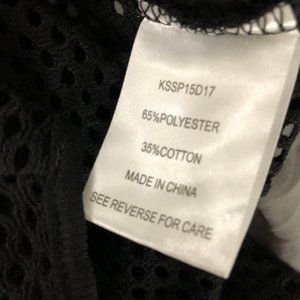 KSSP15D17
65%POLYESTER
35%COTTON
MADE IN CHINA
SEE REVERSE FOR CARE